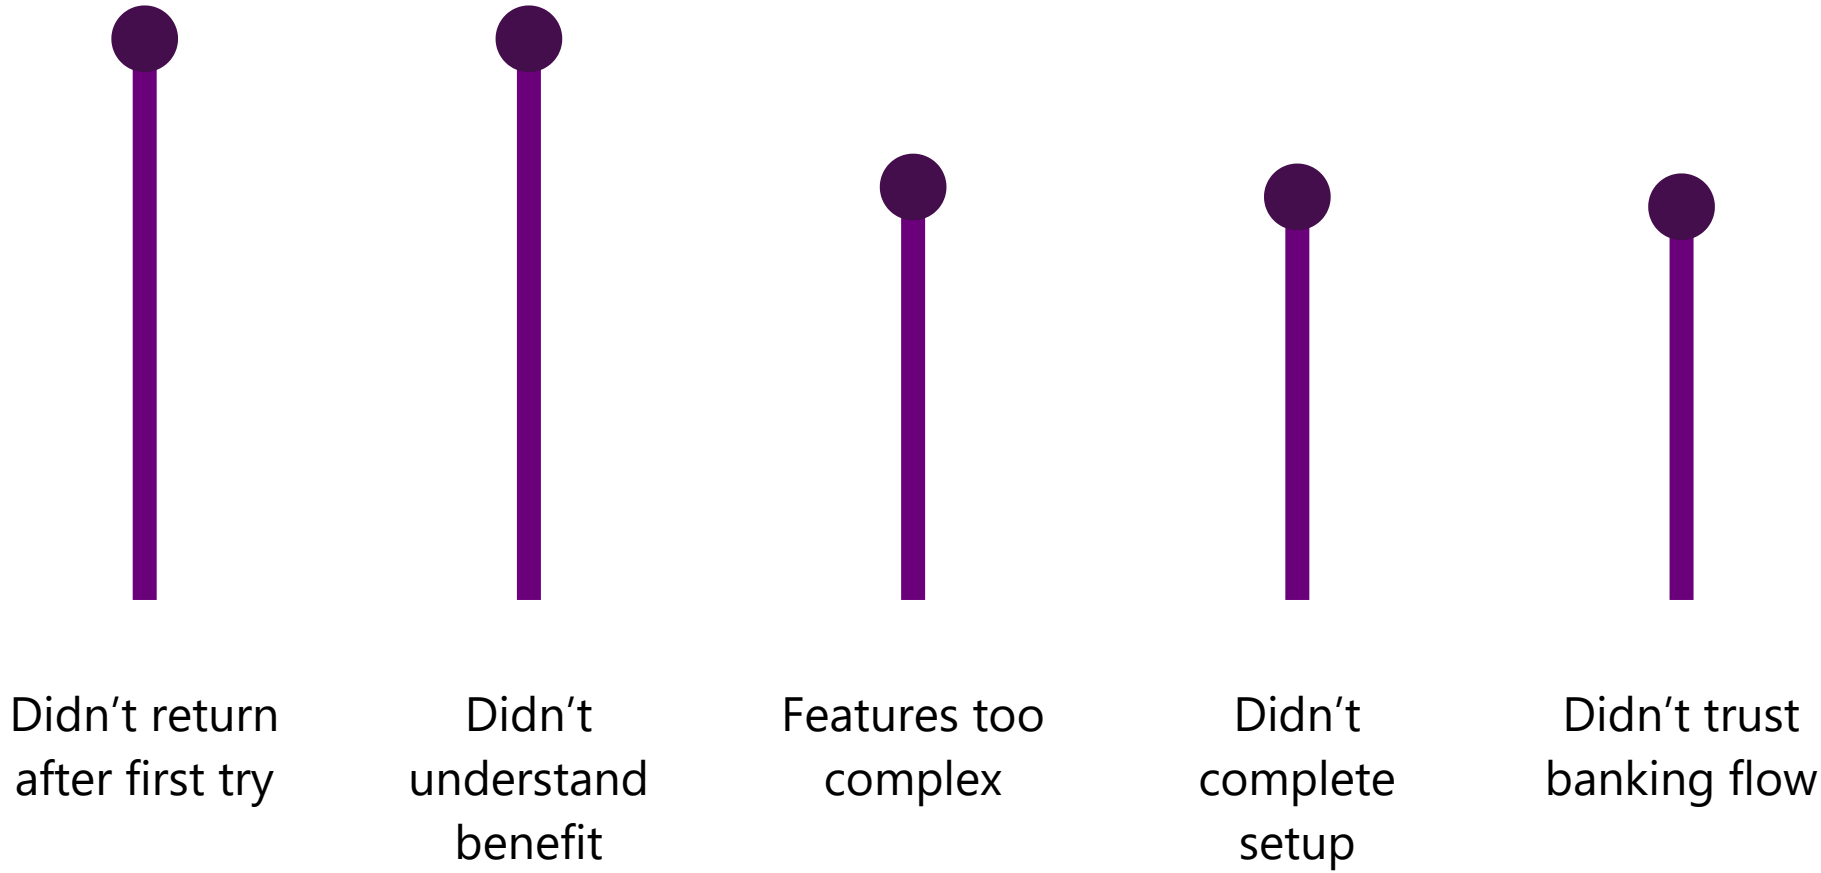 Didn’t return
after first try
Didn’t
understand
benefit
Features too
complex
Didn’t
complete
setup
Didn’t trust
banking flow